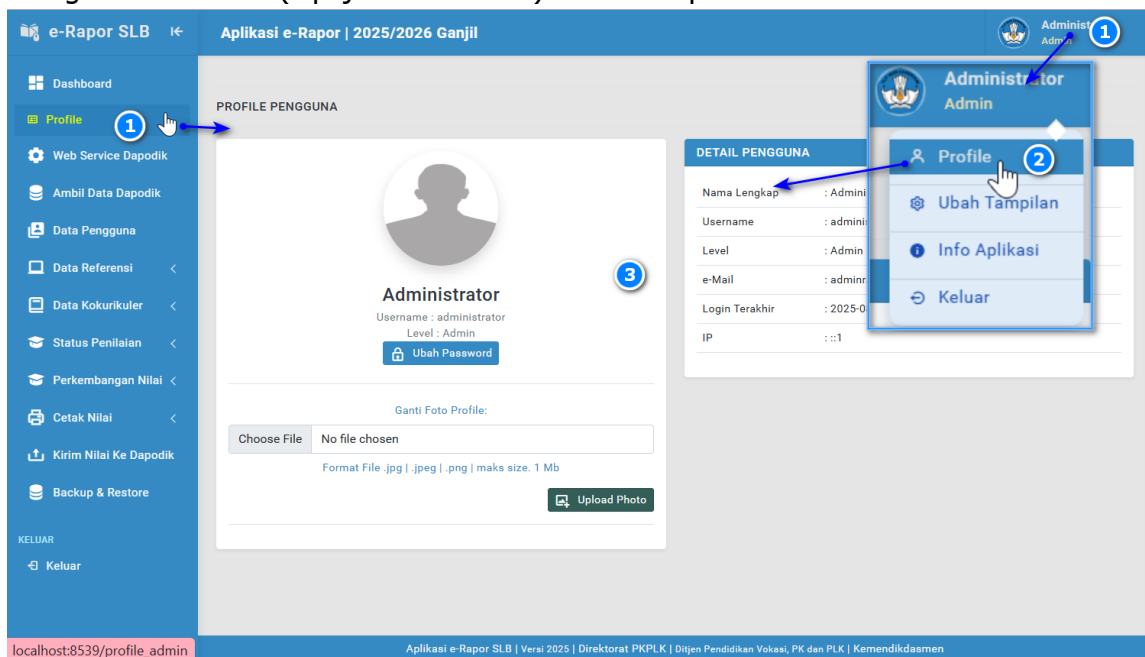 e-Rapor SLB
Aplikasi e-Rapor | 2025/2026 Ganjil
Administ
Admin
1
Dashboard
Profile
1
Web Service Dapodik
Ambil Data Dapodik
Data Pengguna
Data Referensi
Data Kokurikuler
Status Penilaian
Perkembangan Nilai
Cetak Nilai
Kirim Nilai Ke Dapodik
Backup & Restore
KELUAR
Keluar
PROFILE PENGGUNA
Administrator
Username : administrator
Level : Admin
Ubah Password
3
Ganti Foto Profile:
Choose File No file chosen
Format File .jpg | .jpeg | .png | maks size. 1 Mb
Upload Photo
DETAIL PENGGUNA
Nama Lengkap : Admini
Username : admini
Level : Admin
e-Mail : adminr
Login Terakhir : 2025-0
IP : ::1
Administrator
Admin
Profile
2
Ubah Tampilan
Info Aplikasi
Keluar
localhost:8539/profile_admin
Aplikasi e-Rapor SLB | Versi 2025 | Direktorat PKPLK | Ditjen Pendidikan Vokasi, PK dan PLK | Kemendikdasmen